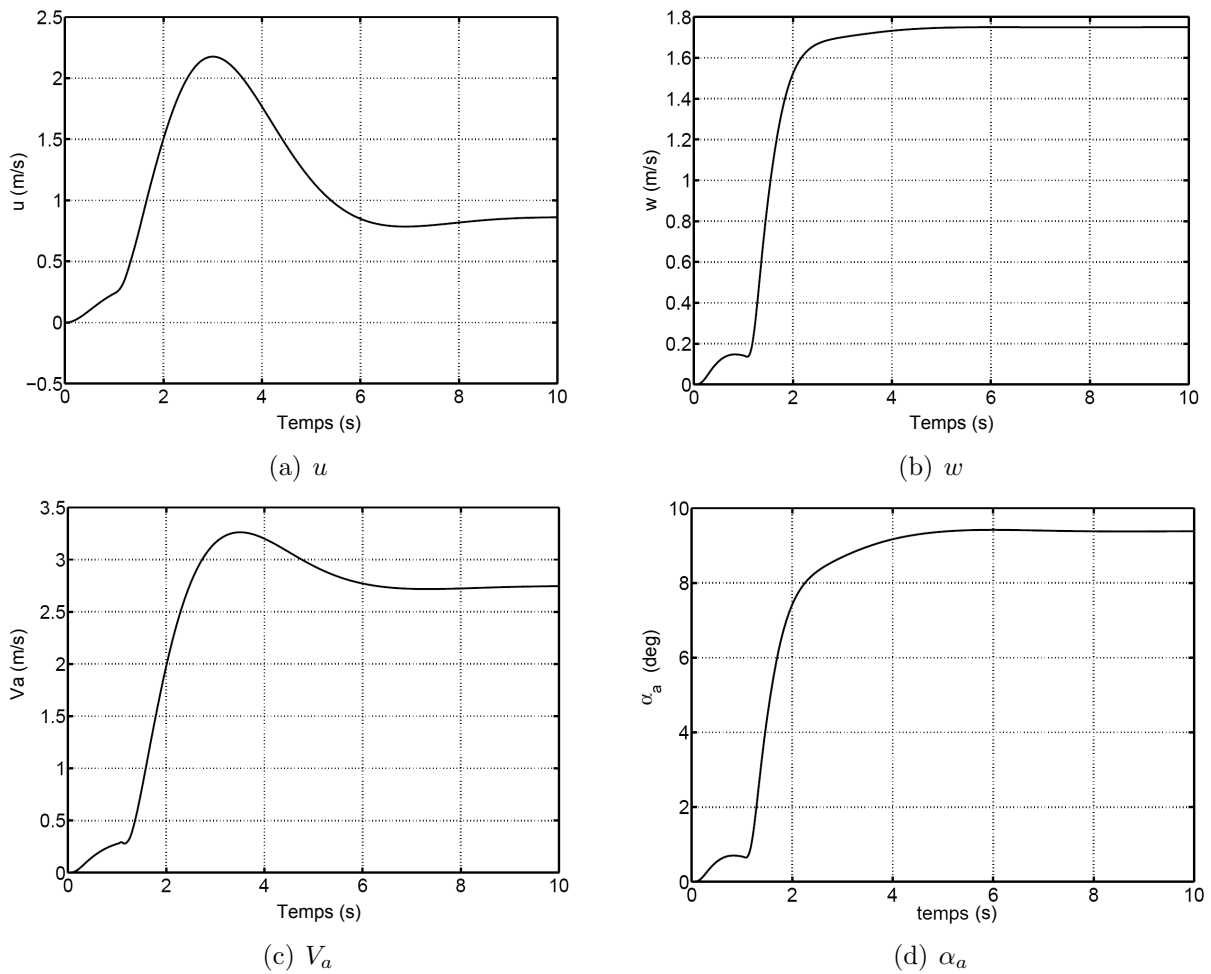 2.5
2
1.5
1
0.5
0
−0.5
u (m/s)
0 2 4 6 8 10
Temps (s)
(a) u
1.8
1.6
1.4
1.2
1
0.8
0.6
0.4
0.2
0
w (m/s)
0 2 4 6 8 10
Temps (s)
(b) w
3.5
3
2.5
2
1.5
1
0.5
0
Va (m/s)
0 2 4 6 8 10
Temps (s)
(c) Va
10
8
6
4
2
0
αa (deg)
0 2 4 6 8 10
temps (s)
(d) αa